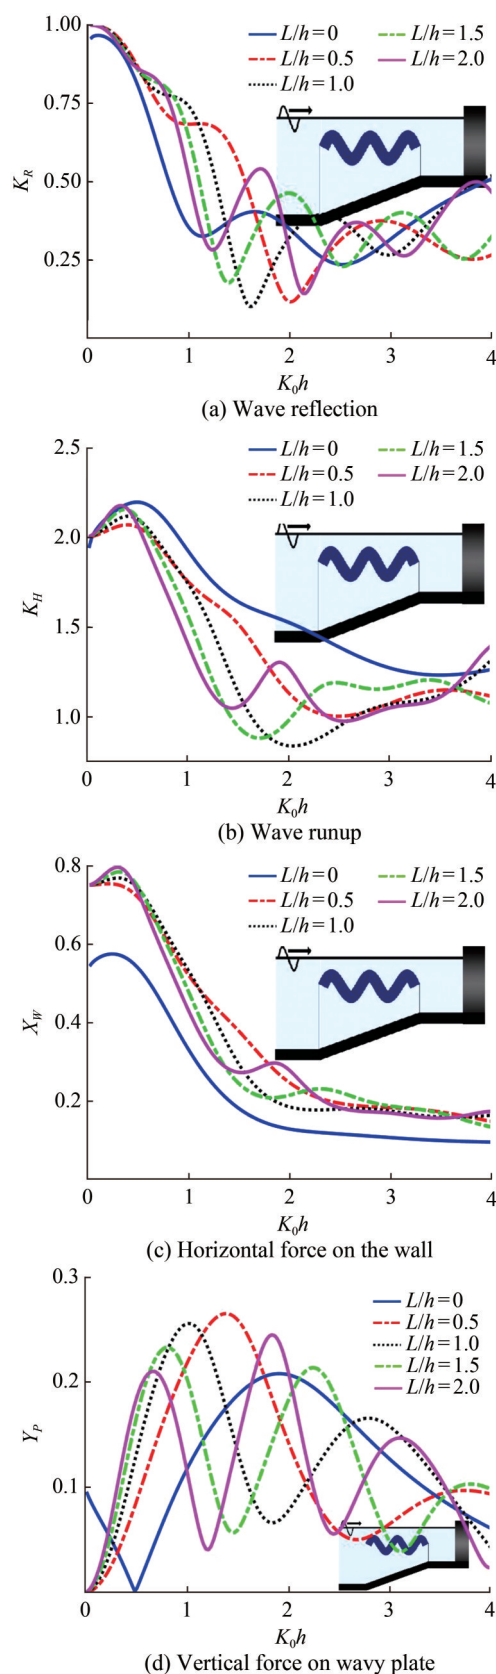 1.00
0.75
0.50
0.25
K_R
L/h=0
L/h=0.5
L/h=1.0
L/h=1.5
L/h=2.0
0 1 2 3 4
K₀h
(a) Wave reflection
2.5
2.0
1.5
1.0
K_H
L/h=0
L/h=0.5
L/h=1.0
L/h=1.5
L/h=2.0
0 1 2 3 4
K₀h
(b) Wave runup
0.8
0.6
0.4
0.2
X_W
L/h=0
L/h=0.5
L/h=1.0
L/h=1.5
L/h=2.0
0 1 2 3 4
K₀h
(c) Horizontal force on the wall
0.3
0.2
0.1
0
Y_P
L/h=0
L/h=0.5
L/h=1.0
L/h=1.5
L/h=2.0
0 1 2 3 4
K₀h
(d) Vertical force on wavy plate